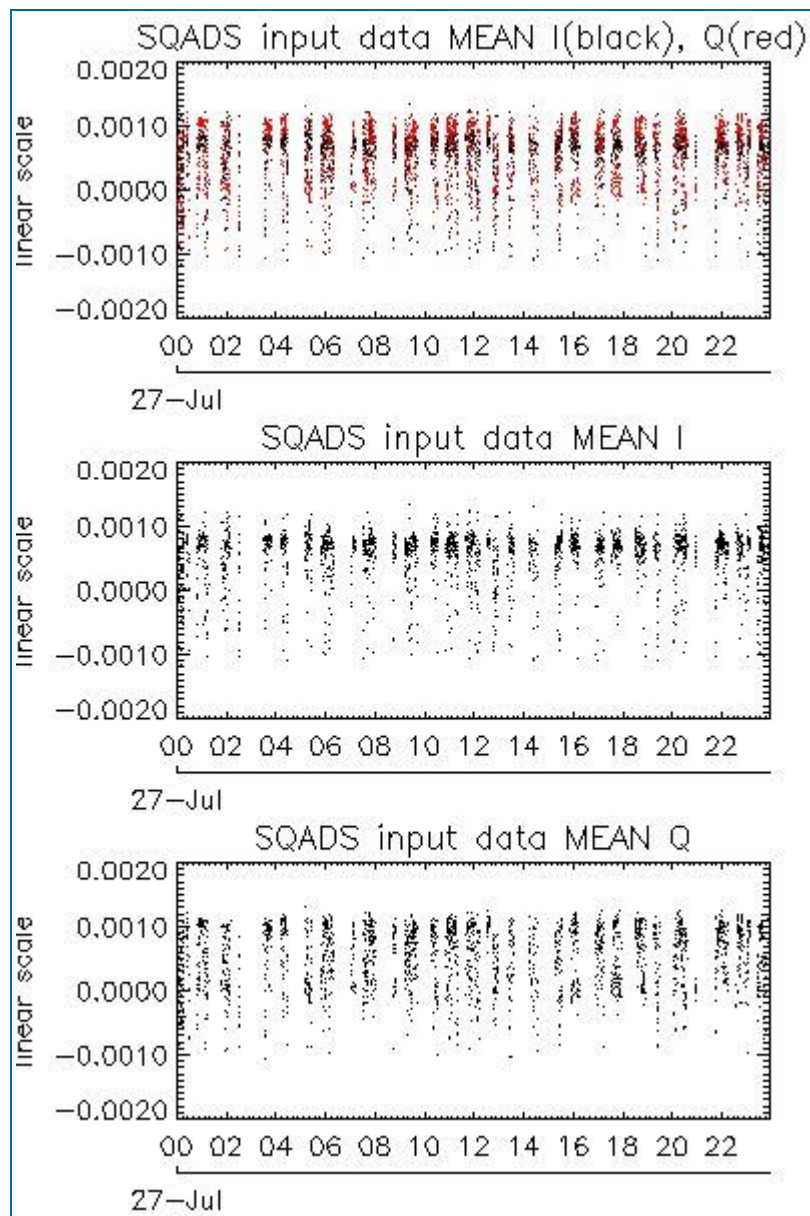 SQADS input data MEAN I(black), Q(red)
0.0020
0.0010
0.0000
-0.0010
-0.0020
linear scale
00 02 04 06 08 10 12 14 16 18 20 22
27-Jul
SQADS input data MEAN I
0.0020
0.0010
0.0000
-0.0010
-0.0020
linear scale
00 02 04 06 08 10 12 14 16 18 20 22
27-Jul
SQADS input data MEAN Q
0.0020
0.0010
0.0000
-0.0010
-0.0020
linear scale
00 02 04 06 08 10 12 14 16 18 20 22
27-Jul